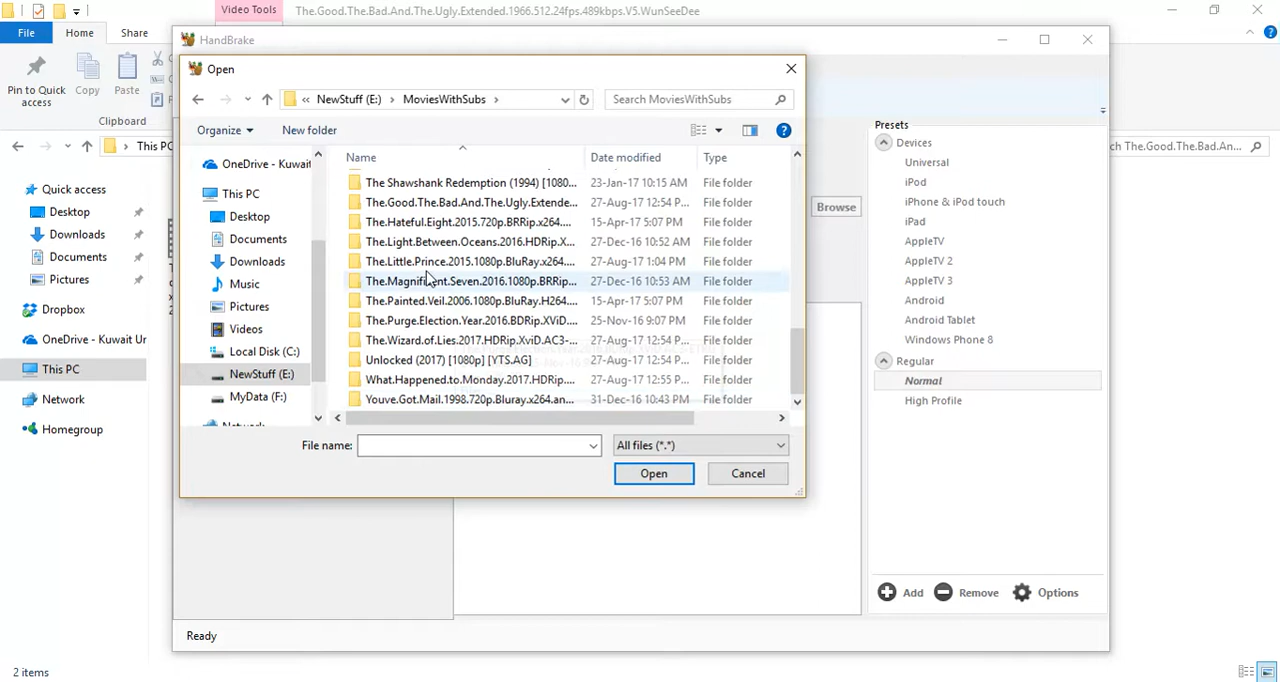 Video Tools
The.Good.The.Bad.And.The.Ugly.Extended.1966.512.24fps.489kbps.V5.WunSeeDee
File
Home
Share
HandBrake
Pin to Quick access
Copy
Paste
Clipboard
This PC
ch The.Good.The.Bad.An...
Open
« NewStuff (E:) > MoviesWithSubs >
Search MoviesWithSubs
Organize
New folder
Name
Date modified
Type
The Shawshank Redemption (1994) [1080... 23-Jan-17 10:15 AM File folder
The.Good.The.Bad.And.The.Ugly.Extende... 27-Aug-17 12:54 P... File folder
The.Hateful.Eight.2015.720p.BRRip.x264.... 15-Apr-17 5:07 PM File folder
The.Light.Between.Oceans.2016.HDRip.X... 27-Dec-16 10:52 AM File folder
The.Little.Prince.2015.1080p.BluRay.x264.... 27-Aug-17 1:04 PM File folder
The.Magnificent.Seven.2016.1080p.BRRip... 27-Dec-16 10:53 AM File folder
The.Painted.Veil.2006.1080p.BluRay.H264... 15-Apr-17 5:07 PM File folder
The.Purge.Election.Year.2016.BDRip.XViD.... 25-Nov-16 9:07 PM File folder
The.Wizard.of.Lies.2017.HDRip.XviD.AC3-... 27-Aug-17 12:54 P... File folder
Unlocked (2017) [1080p] [YTS.AG] 27-Aug-17 12:54 P... File folder
What.Happened.to.Monday.2017.HDRip.... 27-Aug-17 12:55 P... File folder
Youve.Got.Mail.1998.720p.Bluray.x264.an... 31-Dec-16 10:43 PM File folder
OneDrive - Kuwait
This PC
Desktop
Documents
Downloads
Music
Pictures
Videos
Local Disk (C:)
NewStuff (E:)
MyData (F:)
File name:
All files (*.*)
Open
Cancel
Quick access
Desktop
Downloads
Documents
Pictures
Dropbox
OneDrive - Kuwait Ur
This PC
Network
Homegroup
Browse
Presets
Devices
Universal
iPod
iPhone & iPod touch
iPad
AppleTV
AppleTV 2
AppleTV 3
Android
Android Tablet
Windows Phone 8
Regular
Normal
High Profile
Add
Remove
Options
Ready
2 items